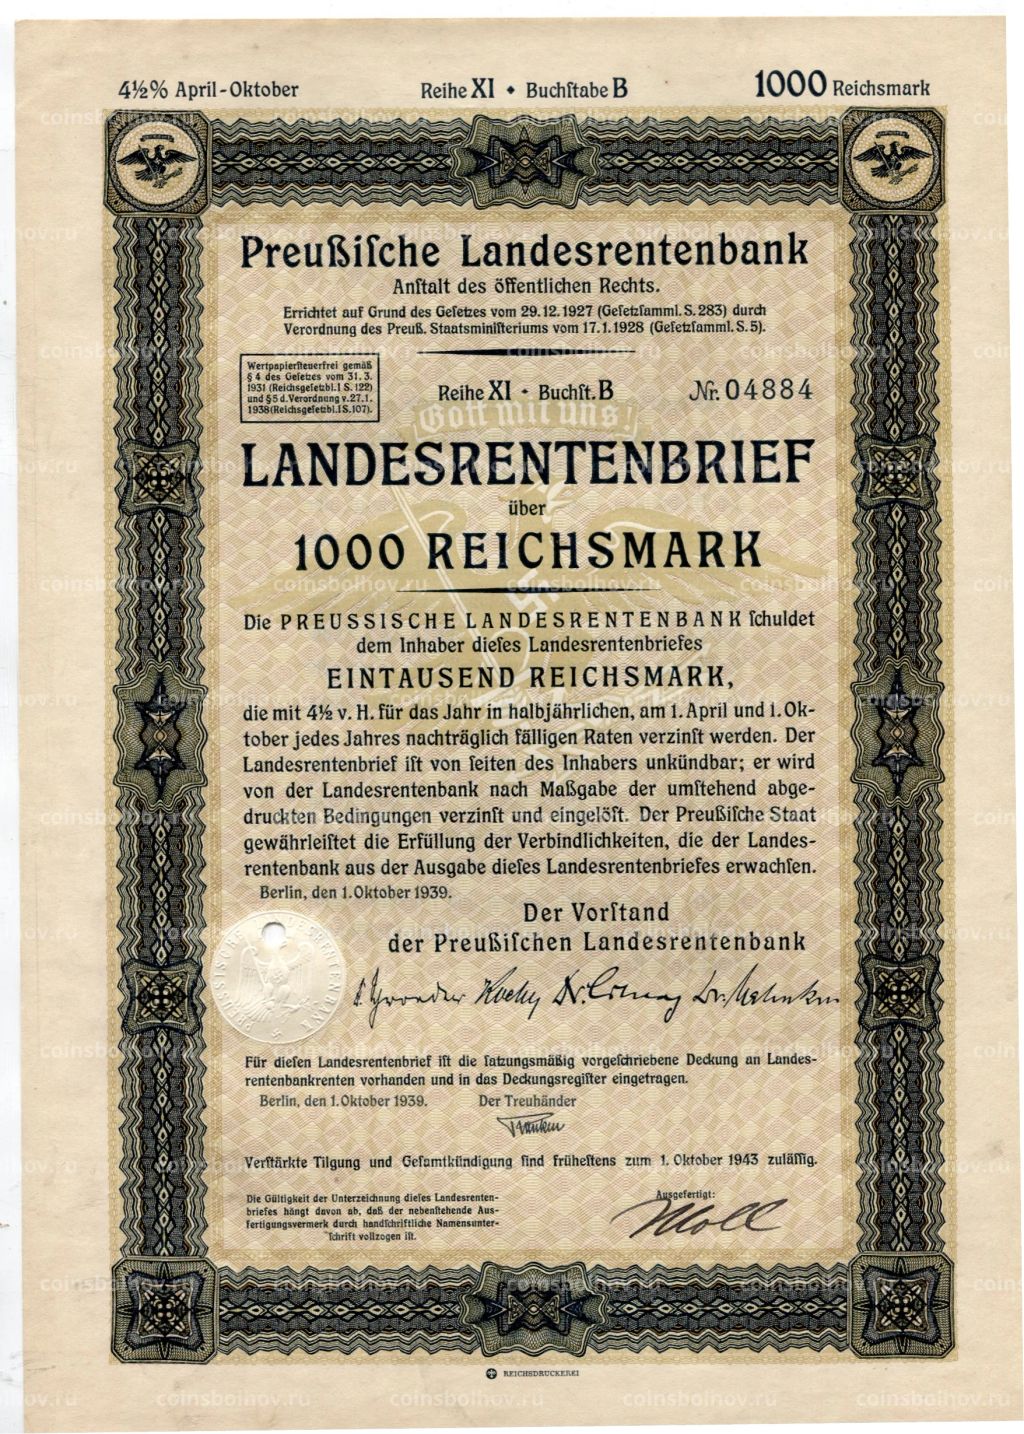 4½% April-Oktober Reihe XI • Buchſtabe B 1000 Reichsmark
Preußiſche Landesrentenbank
Anſtalt des öffentlichen Rechts.
Errichtet auf Grund des Geſetzes vom 29.12.1927 (Geſetzſamml. S. 283) durch
Verordnung des Preuß. Staatsminiſteriums vom 17.1.1928 (Geſetzſamml. S. 5).
Wertpapierſteuerfrei gemäß
§ 4 des Geſetzes vom 31. 3.
1931 (Reichsgeſetzbl. I S. 122)
und § 5 d. Verordnung v. 27. 1.
1938 (Reichsgeſetzbl. I S. 107).
Reihe XI • Buchſt. B Nr. 04884
Gott mit uns!
LANDESRENTENBRIEF
über
1000 REICHSMARK
Die PREUSSISCHE LANDESRENTENBANK ſchuldet
dem Inhaber dieſes Landesrentenbriefes
EINTAUSEND REICHSMARK,
die mit 4½ v. H. für das Jahr in halbjährlichen, am 1. April und 1. Ok-
tober jedes Jahres nachträglich fälligen Raten verzinſt werden. Der
Landesrentenbrief iſt von ſeiten des Inhabers unkündbar; er wird
von der Landesrentenbank nach Maßgabe der umſtehend abge-
druckten Bedingungen verzinſt und eingelöſt. Der Preußiſche Staat
gewährleiſtet die Erfüllung der Verbindlichkeiten, die der Landes-
rentenbank aus der Ausgabe dieſes Landesrentenbriefes erwachſen.
Berlin, den 1. Oktober 1939.
Der Vorſtand
der Preußiſchen Landesrentenbank
PREUSSISCHE LANDESRENTENBANK
Für dieſen Landesrentenbrief iſt die ſatzungsmäßig vorgeſchriebene Deckung an Landes-
rentenbankrenten vorhanden und in das Deckungsregiſter eingetragen.
Berlin, den 1. Oktober 1939. Der Treuhänder
Verſtärkte Tilgung und Geſamtkündigung ſind früheſtens zum 1. Oktober 1943 zuläſſig.
Die Gültigkeit der Unterzeichnung dieſes Landesrenten-
briefes hängt davon ab, daß der nebenſtehende Aus-
fertigungsvermerk durch handſchriftliche Namensunter-
ſchrift vollzogen iſt.
Ausgefertigt:
Moll
REICHSDRUCKEREI
coinsbolhov.ru